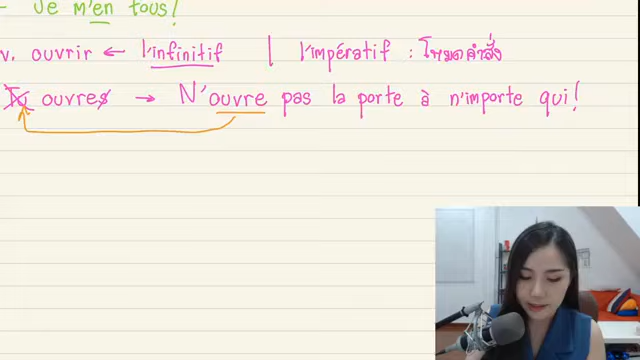 - Je m'en fous!
v. ouvrir ← l'infinitif | l'impératif : โหมดคำสั่ง
Tu ouvres → N'ouvre pas la porte à n'importe qui!